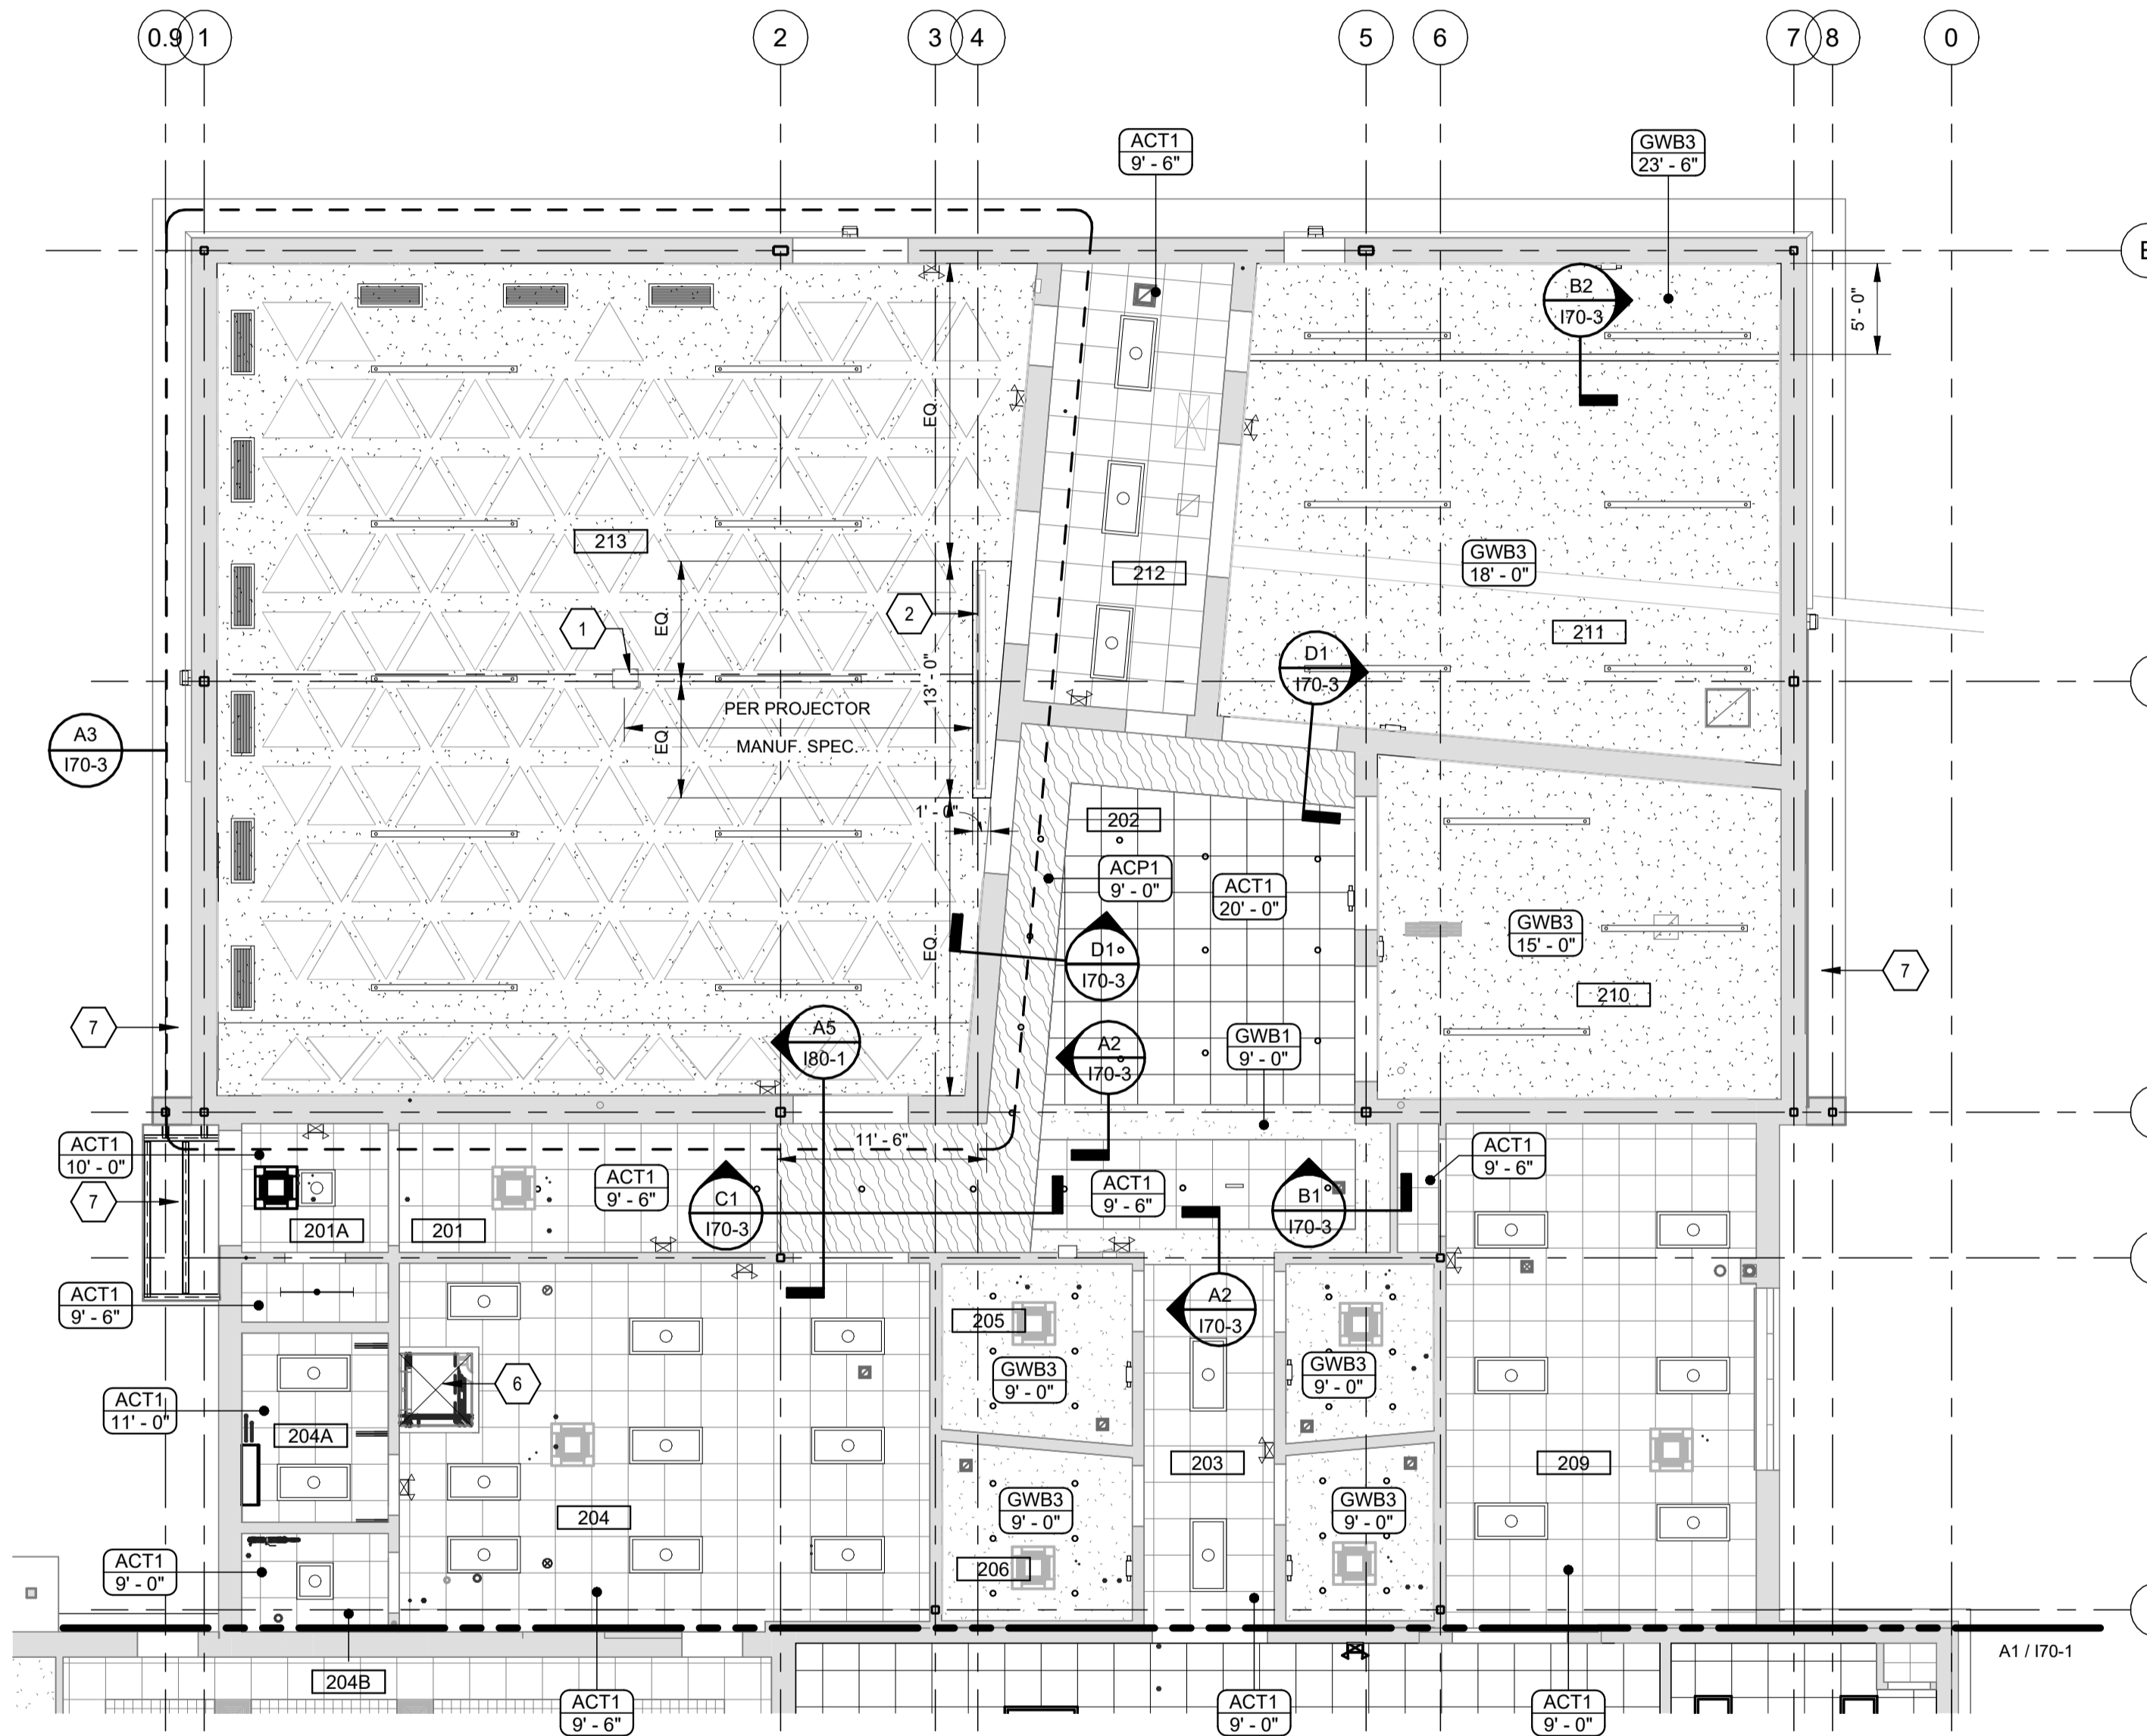 0.9
1
2
3
4
5
6
7
8
0
ACT1
9' - 6"
GWB3
23' - 6"
B2
I70-3
5' - 0"
EQ.
213
GWB3
18' - 0"
212
1
EQ.
2
211
13' - 0"
D1
I70-3
PER PROJECTOR
MANUF. SPEC.
EQ.
A3
I70-3
1' - 0"
202
ACP1
9' - 0"
ACT1
20' - 0"
GWB3
15' - 0"
EQ.
D1
I70-3
7
210
7
A5
I80-1
A2
I70-3
GWB1
9' - 0"
ACT1
10' - 0"
11' - 6"
ACT1
9' - 6"
7
ACT1
9' - 6"
C1
I70-3
ACT1
9' - 6"
B1
I70-3
201A
201
ACT1
9' - 6"
A2
I70-3
205
GWB3
9' - 0"
GWB3
9' - 0"
6
ACT1
11' - 0"
204A
203
209
GWB3
9' - 0"
GWB3
9' - 0"
204
ACT1
9' - 0"
206
A1 / I70-1
204B
ACT1
9' - 6"
ACT1
9' - 0"
ACT1
9' - 0"